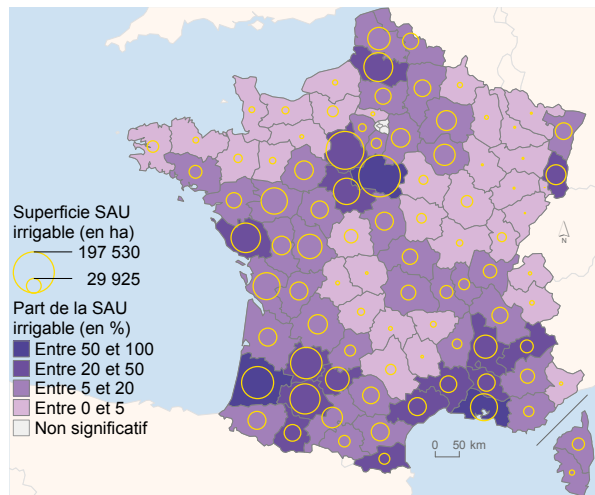 N
Superficie SAU
irrigable (en ha)
197 530
29 925
Part de la SAU
irrigable (en %)
Entre 50 et 100
Entre 20 et 50
Entre 5 et 20
Entre 0 et 5
Non significatif
0 50 km